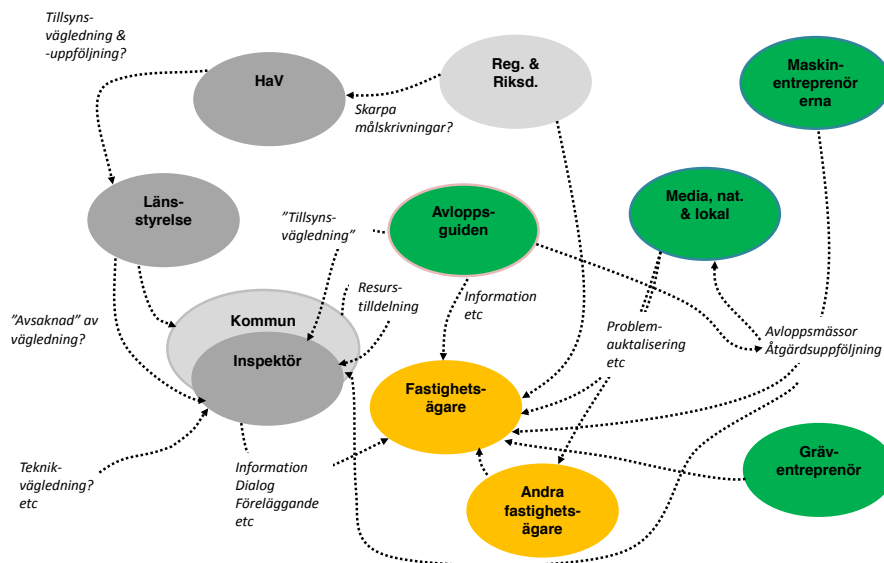 Tillsyns-
vägledning &
-uppföljning?
HaV
Reg. &
Riksd.
Maskin-
entreprenör
erna
Skarpa
målskrivningar?
Läns-
styrelse
”Tillsyns-
vägledning”
Avlopps-
guiden
Media, nat.
& lokal
Resurs-
tilldelning
Information
etc
”Avsaknad” av
vägledning?
Kommun
Inspektör
Problem-
auktalisering
etc
Avloppsmässor
Åtgärdsuppföljning
Fastighets-
ägare
Teknik-
vägledning?
etc
Information
Dialog
Föreläggande
etc
Andra
fastighets-
ägare
Gräv-
entreprenör